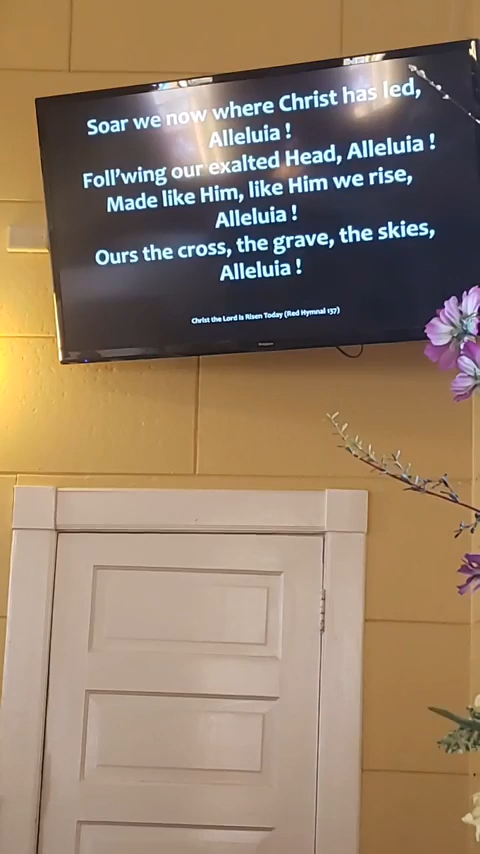 Soar we now where Christ has led,
Alleluia !
Foll'wing our exalted Head, Alleluia !
Made like Him, like Him we rise,
Alleluia !
Ours the cross, the grave, the skies,
Alleluia !
Christ the Lord is Risen Today (Red Hymnal 137)